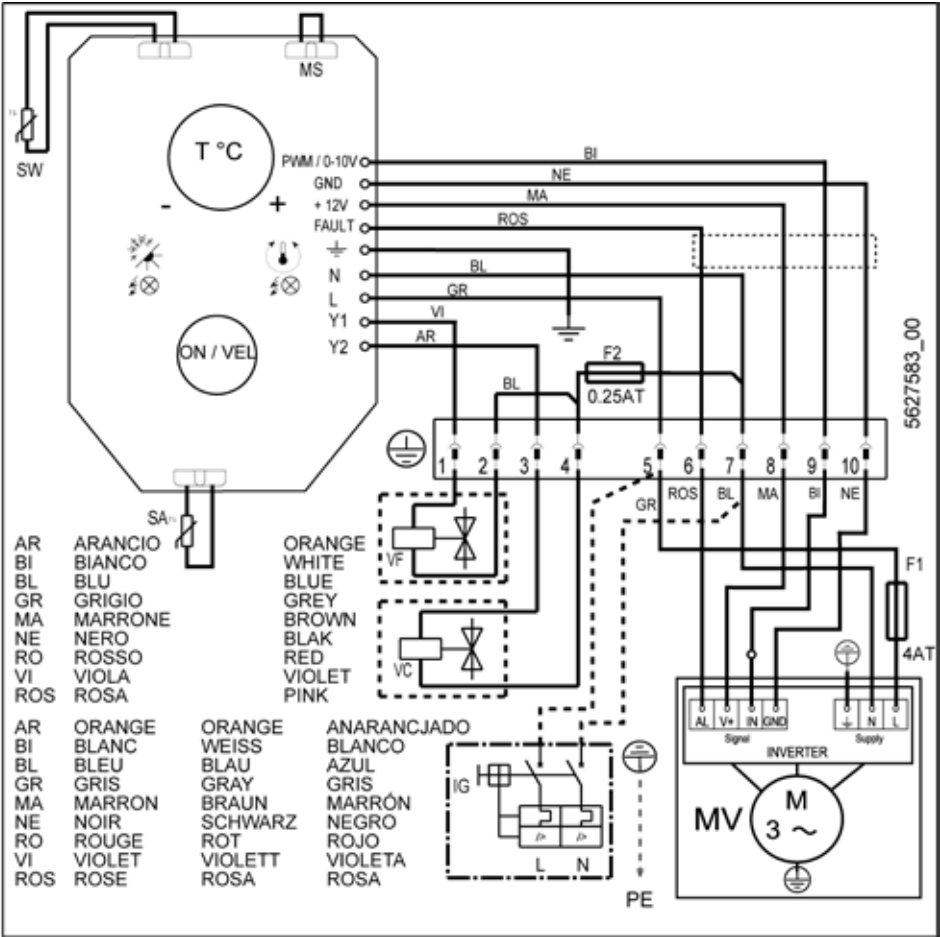 MS
SW
T °C
- +
ON / VEL
PWM / 0-10V
GND
+ 12V
FAULT
N
L
Y1
Y2
BI
NE
MA
ROS
BL
GR
VI
AR
F2
0.25AT
BL
5627583_00
1 2 3 4 5 6 7 8 9 10
GR ROS BL MA BI NE
SA
VF
VC
F1
4AT
AR ARANCIO ORANGE
BI BIANCO WHITE
BL BLU BLUE
GR GRIGIO GREY
MA MARRONE BROWN
NE NERO BLAK
RO ROSSO RED
VI VIOLA VIOLET
ROS ROSA PINK
AR ORANGE ORANGE ANARANCJADO
BI BLANC WEISS BLANCO
BL BLEU BLAU AZUL
GR GRIS GRAY GRIS
MA MARRON BRAUN MARRÓN
NE NOIR SCHWARZ NEGRO
RO ROUGE ROT ROJO
VI VIOLET VIOLETT VIOLETA
ROS ROSE ROSA ROSA
IG
I> I>
L N
PE
AL V+ IN GND N L
Signal Supply
INVERTER
MV
M
3 ~